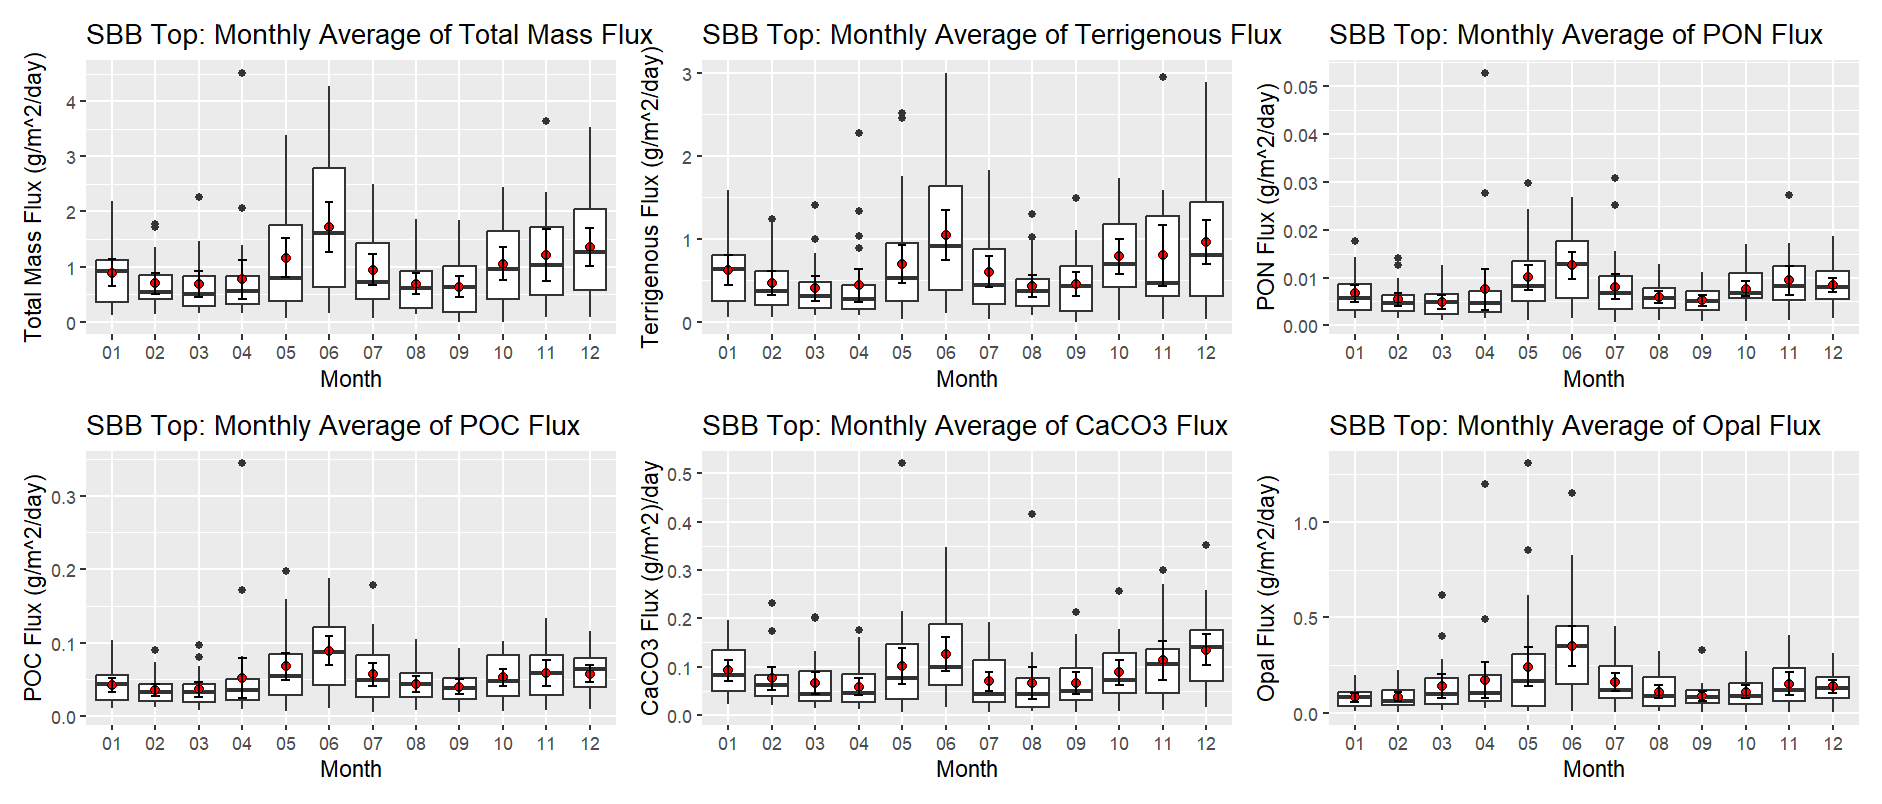 SBB Top: Monthly Average of Total Mass Flux
Total Mass Flux (g/m^2/day)
4
3
2
1
0
01 02 03 04 05 06 07 08 09 10 11 12
Month
SBB Top: Monthly Average of Terrigenous Flux
Terrigenous Flux (g/m^2/day)
3
2
1
0
01 02 03 04 05 06 07 08 09 10 11 12
Month
SBB Top: Monthly Average of PON Flux
PON Flux (g/m^2/day)
0.05
0.04
0.03
0.02
0.01
0.00
01 02 03 04 05 06 07 08 09 10 11 12
Month
SBB Top: Monthly Average of POC Flux
POC Flux (g/m^2/day)
0.3
0.2
0.1
0.0
01 02 03 04 05 06 07 08 09 10 11 12
Month
SBB Top: Monthly Average of CaCO3 Flux
CaCO3 Flux (g/m^2)/day
0.5
0.4
0.3
0.2
0.1
0.0
01 02 03 04 05 06 07 08 09 10 11 12
Month
SBB Top: Monthly Average of Opal Flux
Opal Flux (g/m^2/day)
1.0
0.5
0.0
01 02 03 04 05 06 07 08 09 10 11 12
Month